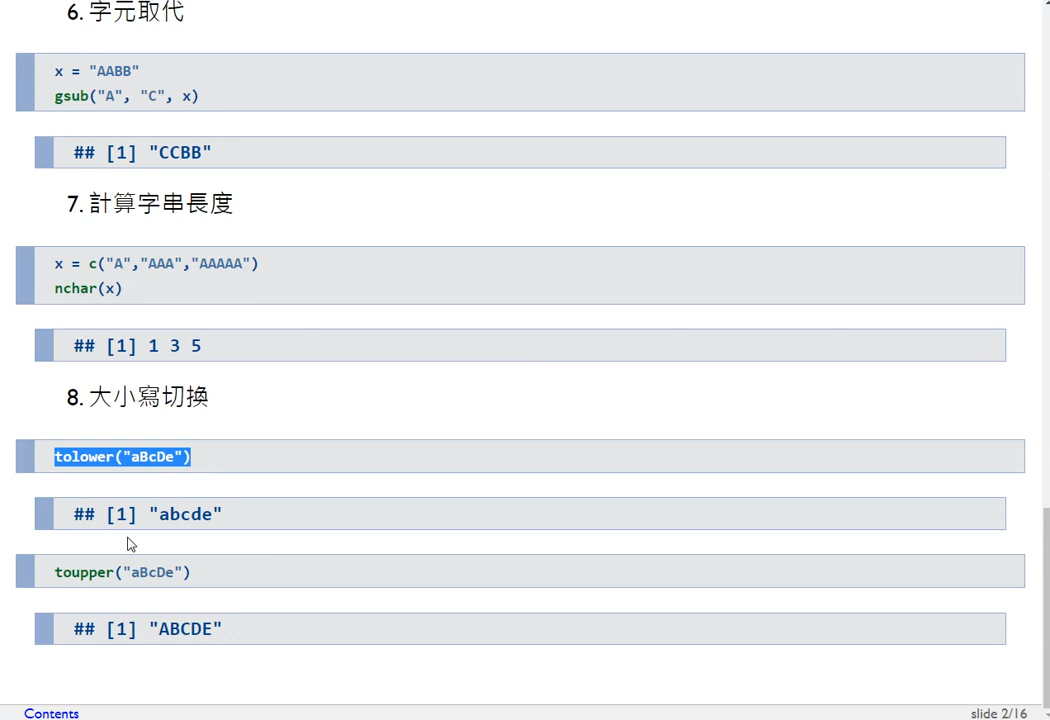 6. 字元取代
x = "AABB"
gsub("A", "C", x)
## [1] "CCBB"
7. 計算字串長度
x = c("A","AAA","AAAAA")
nchar(x)
## [1] 1 3 5
8. 大小寫切換
tolower("aBcDe")
## [1] "abcde"
toupper("aBcDe")
## [1] "ABCDE"
Contents
slide 2/16